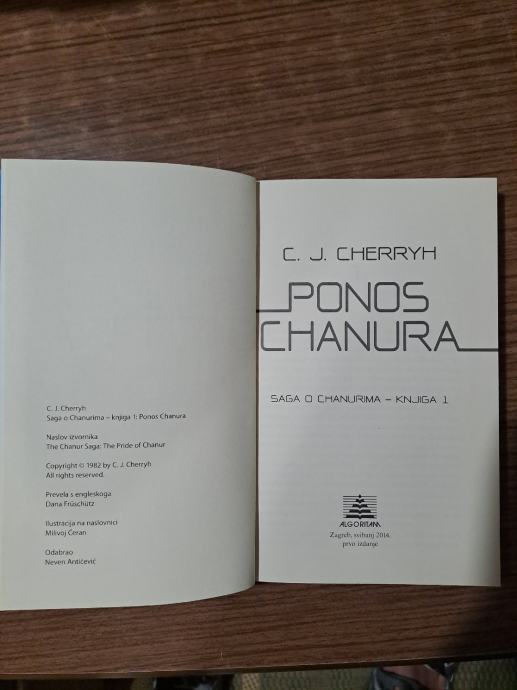 C. J. Cherryh
Saga o Chanurima – knjiga 1: Ponos Chanura
Naslov izvornika
The Chanur Saga: The Pride of Chanur
Copyright © 1982 by C. J. Cherryh
All rights reserved.
Prevela s engleskoga
Dana Früschütz
Ilustracija na naslovnici
Milivoj Ćeran
Odabrao
Neven Antičević
C. J. CHERRYH
PONOS
CHANURA
SAGA O CHANURIMA – KNJIGA 1
ALGORITAM
Zagreb, svibanj 2014.
prvo izdanje